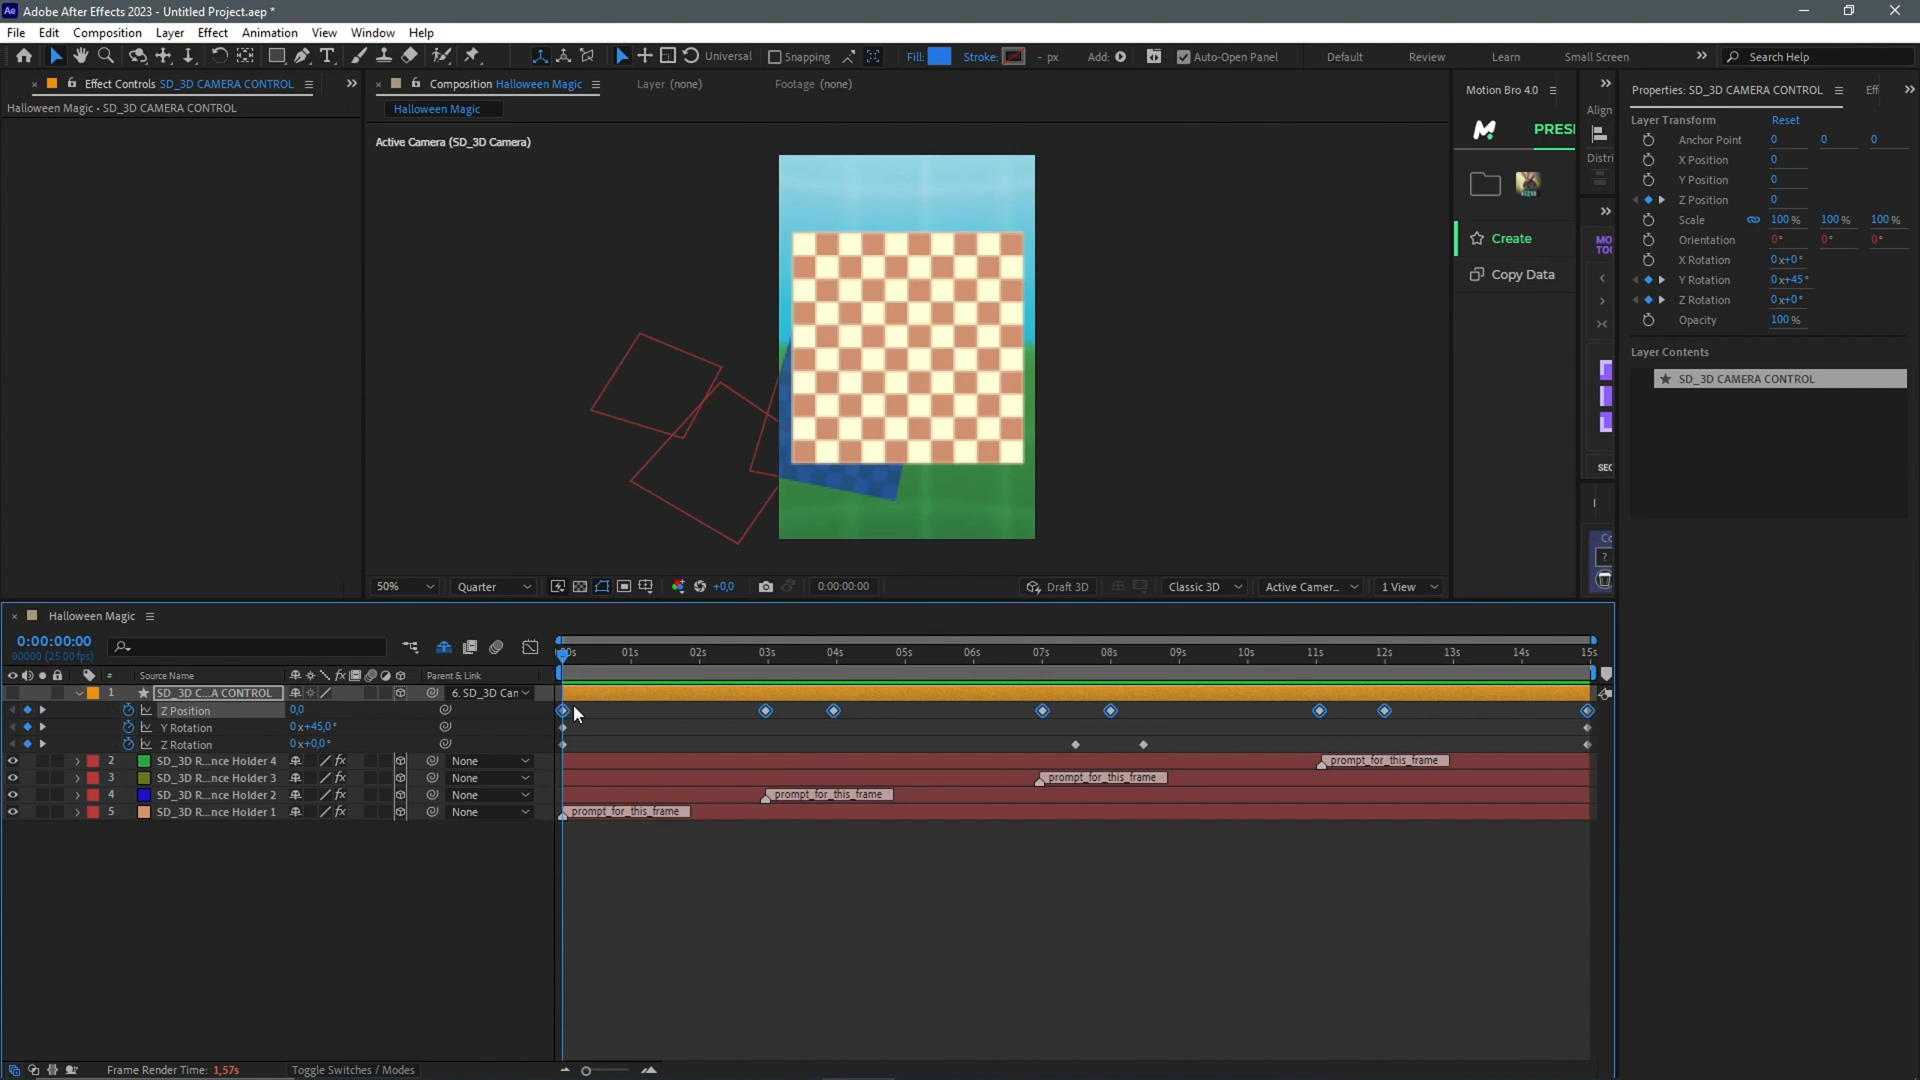 Adobe After Effects 2023 - Untitled Project.aep *
File Edit Composition Layer Effect Animation View Window Help
Universal Snapping Fill: Stroke: - px Add: Auto-Open Panel Default Review Learn Small Screen Search Help
Effect Controls SD_3D CAMERA CONTROL
Halloween Magic • SD_3D CAMERA CONTROL
Composition Halloween Magic Layer (none) Footage (none)
Halloween Magic
Active Camera (SD_3D Camera)
50% Quarter +0,0 0:00:00:00 Draft 3D Classic 3D Active Camer... 1 View
Motion Bro 4.0
PRESI
Create
Copy Data
Align
Distri
MO
TOO
SEC
Properties: SD_3D CAMERA CONTROL Eff
Layer Transform Reset
Anchor Point 0 0 0
X Position 0
Y Position 0
Z Position 0
Scale 100 % 100 % 100 %
Orientation 0° 0° 0°
X Rotation 0x+0°
Y Rotation 0x+45°
Z Rotation 0x+0°
Opacity 100 %
Layer Contents
SD_3D CAMERA CONTROL
Halloween Magic
0:00:00:00
00000 (25.00 fps)
01s 02s 03s 04s 05s 06s 07s 08s 09s 10s 11s 12s 13s 14s 15s
# Source Name Parent & Link
1 SD_3D C...A CONTROL 6. SD_3D Can
Z Position 0,0
Y Rotation 0x+45,0°
Z Rotation 0x+0,0°
2 SD_3D R...nce Holder 4 None prompt_for_this_frame
3 SD_3D R...nce Holder 3 None prompt_for_this_frame
4 SD_3D R...nce Holder 2 None prompt_for_this_frame
5 SD_3D R...nce Holder 1 None prompt_for_this_frame
Frame Render Time: 1,57s Toggle Switches / Modes